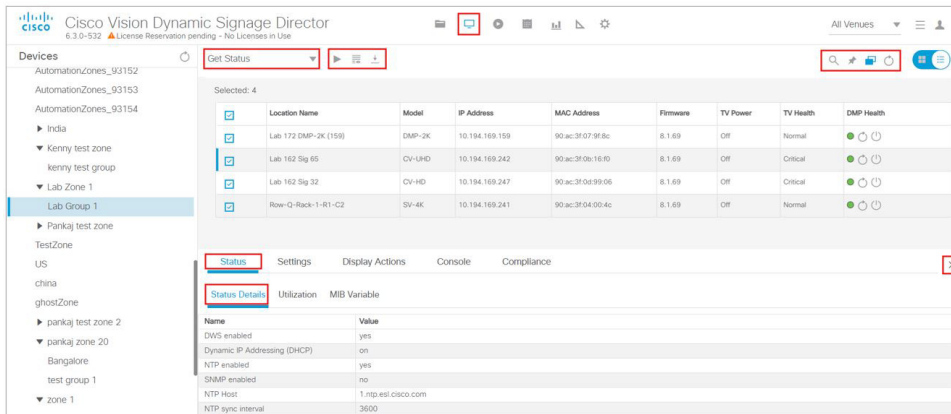 cisco
Cisco Vision Dynamic Signage Director
6.3.0-532 License Reservation pending - No Licenses in Use
All Venues
Devices
AutomationZones_93152
AutomationZones_93153
AutomationZones_93154
India
Kenny test zone
kenny test group
Lab Zone 1
Lab Group 1
Pankaj test zone
TestZone
US
china
ghostZone
pankaj test zone 2
pankaj zone 20
Bangalore
test group 1
zone 1
Get Status
Selected: 4
Location Name Model IP Address MAC Address Firmware TV Power TV Health DMP Health
Lab 172 DMP-2K (159) DMP-2K 10.194.169.159 90:ac:3f:07:9f:8c 8.1.69 Off Normal
Lab 162 Sig 65 CV-UHD 10.194.169.242 90:ac:3f:0b:16:f0 8.1.69 Off Critical
Lab 162 Sig 32 CV-HD 10.194.169.247 90:ac:3f:0d:99:06 8.1.69 Off Critical
Row-Q-Rack-1-R1-C2 SV-4K 10.194.169.241 90:ac:3f:04:00:4c 8.1.69 Off Normal
Status Settings Display Actions Console Compliance
Status Details Utilization MIB Variable
Name Value
DWS enabled yes
Dynamic IP Addressing (DHCP) on
NTP enabled yes
SNMP enabled no
NTP Host 1.ntp.esl.cisco.com
NTP sync interval 3600